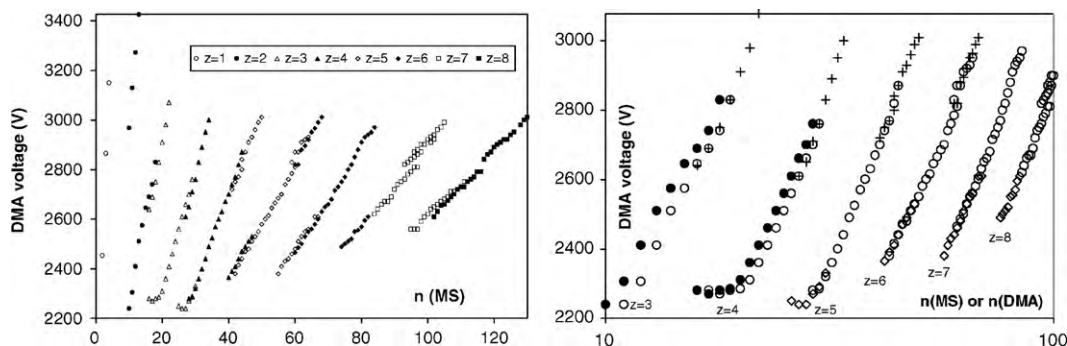 3400
3200
3000
2800
2600
2400
2200
DMA voltage (V)
z=1 z=2 z=3 z=4 z=5 z=6 z=7 z=8
n (MS)
0 20 40 60 80 100 120
3000
2800
2600
2400
2200
DMA voltage (V)
z=3
z=4
z=5
z=6
z=7
z=8
n(MS) or n(DMA)
10 100